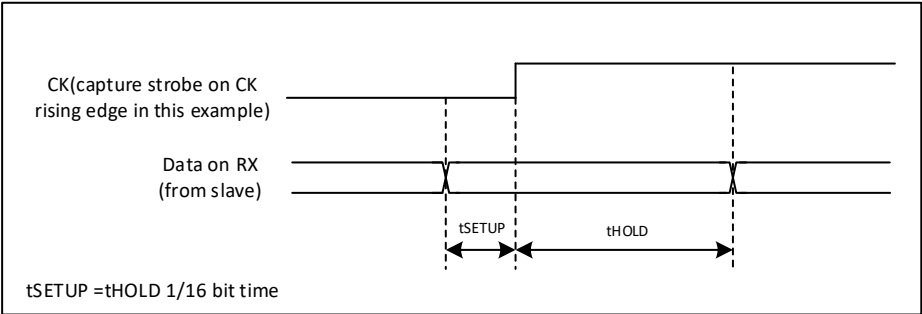 CK(capture strobe on CK
rising edge in this example)
Data on RX
(from slave)
tSETUP
tHOLD
tSETUP =tHOLD 1/16 bit time